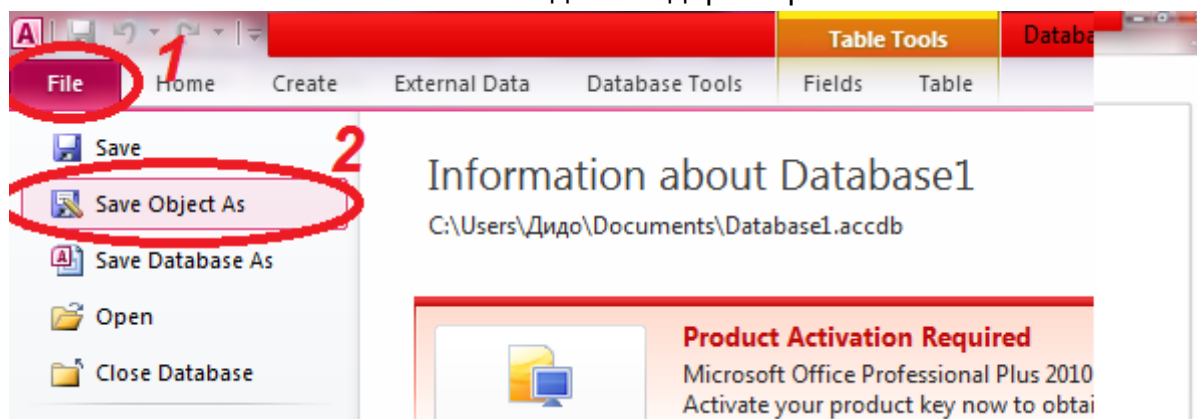 Table Tools
Databa
1
File Home Create External Data Database Tools Fields Table
Save
2
Save Object As
Save Database As
Open
Close Database
Information about Database1
C:\Users\Дидо\Documents\Database1.accdb
Product Activation Required
Microsoft Office Professional Plus 2010
Activate your product key now to obtai